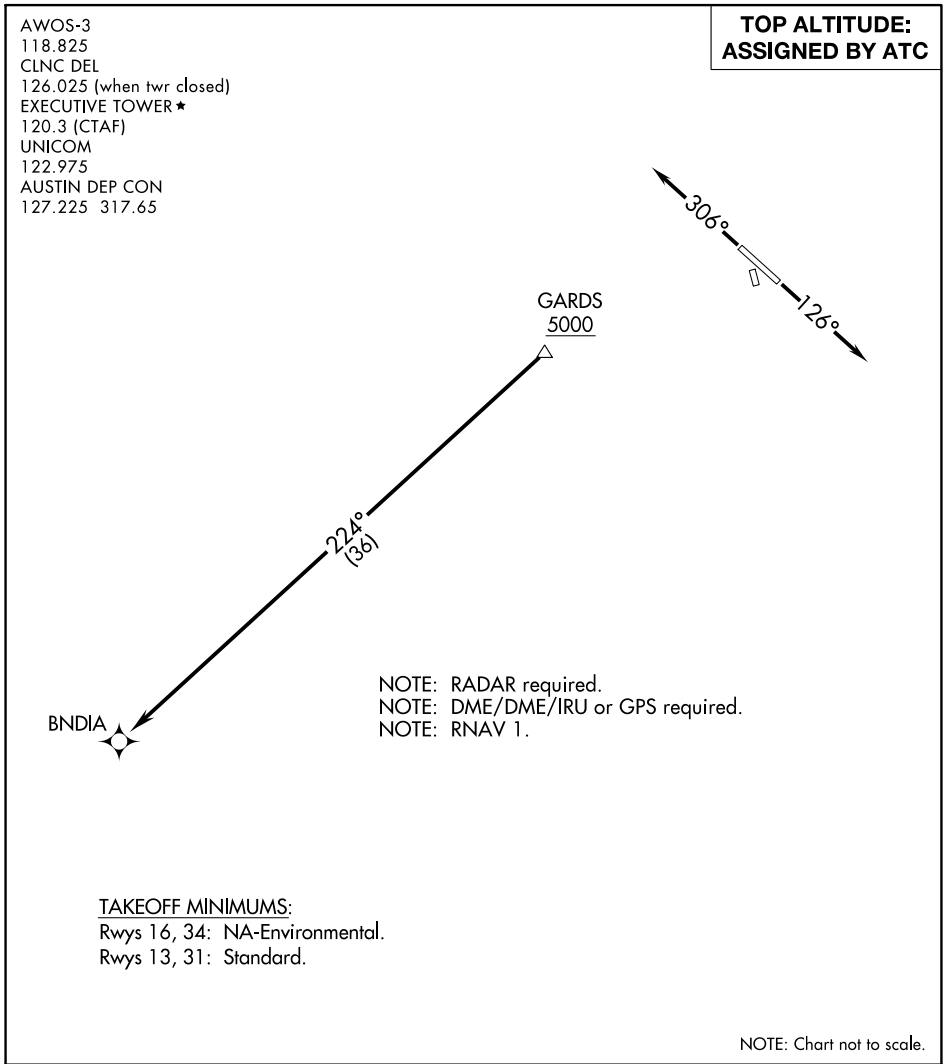 AWOS-3
118.825
CLNC DEL
126.025 (when twr closed)
EXECUTIVE TOWER ★
120.3 (CTAF)
UNICOM
122.975
AUSTIN DEP CON
127.225 317.65
TOP ALTITUDE:
ASSIGNED BY ATC
306°
126°
GARDS
5000
224°
(36)
BNDIA
NOTE: RADAR required.
NOTE: DME/DME/IRU or GPS required.
NOTE: RNAV 1.
TAKEOFF MINIMUMS:
Rwys 16, 34: NA-Environmental.
Rwys 13, 31: Standard.
NOTE: Chart not to scale.